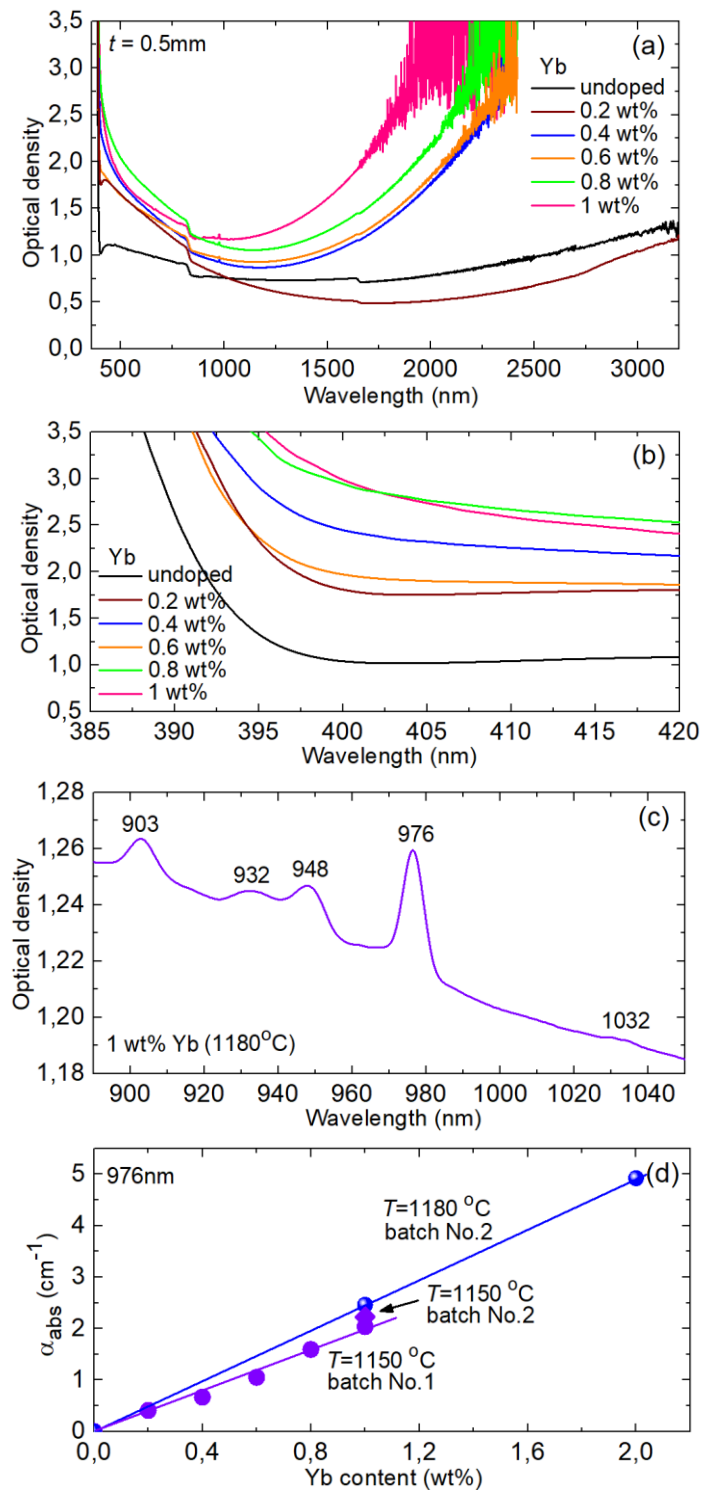 3,5
3,0
2,5
2,0
1,5
1,0
0,5
0,0
Optical density
t = 0.5mm
(a)
Yb
undoped
0.2 wt%
0.4 wt%
0.6 wt%
0.8 wt%
1 wt%
500 1000 1500 2000 2500 3000
Wavelength (nm)
3,5
3,0
2,5
2,0
1,5
1,0
0,5
Optical density
(b)
Yb
undoped
0.2 wt%
0.4 wt%
0.6 wt%
0.8 wt%
1 wt%
385 390 395 400 405 410 415 420
Wavelength (nm)
1,28
1,26
1,24
1,22
1,20
1,18
Optical density
(c)
903
932
948
976
1032
1 wt% Yb (1180°C)
900 920 940 960 980 1000 1020 1040
Wavelength (nm)
5
4
3
2
1
0
α_abs (cm⁻¹)
976nm
(d)
T=1180 °C
batch No.2
T=1150 °C
batch No.2
T=1150 °C
batch No.1
0,0 0,4 0,8 1,2 1,6 2,0
Yb content (wt%)